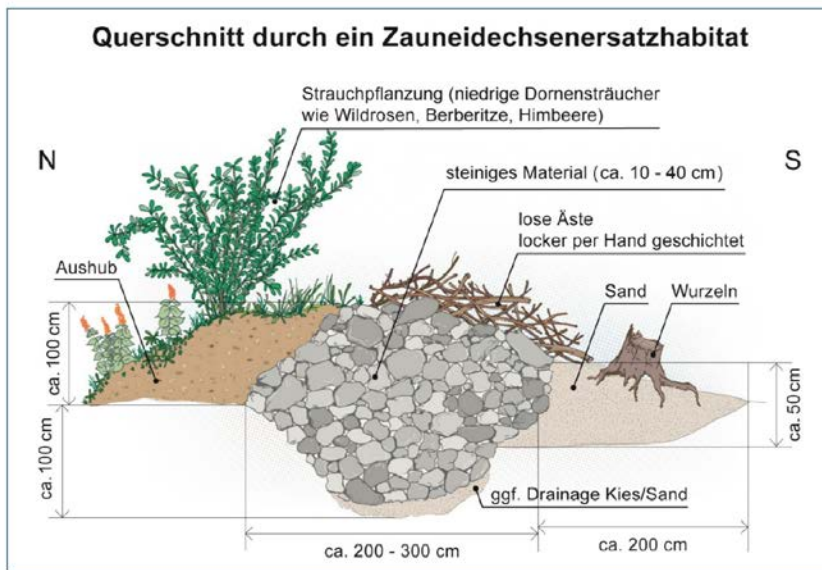 Querschnitt durch ein Zauneidechsenersatzhabitat
Strauchpflanzung (niedrige Dornensträucher
wie Wildrosen, Berberitze, Himbeere)
N
S
steiniges Material (ca. 10 - 40 cm)
lose Äste
locker per Hand geschichtet
Aushub
Sand
Wurzeln
ca. 100 cm
ca. 50 cm
ca. 100 cm
ggf. Drainage Kies/Sand
ca. 200 - 300 cm
ca. 200 cm